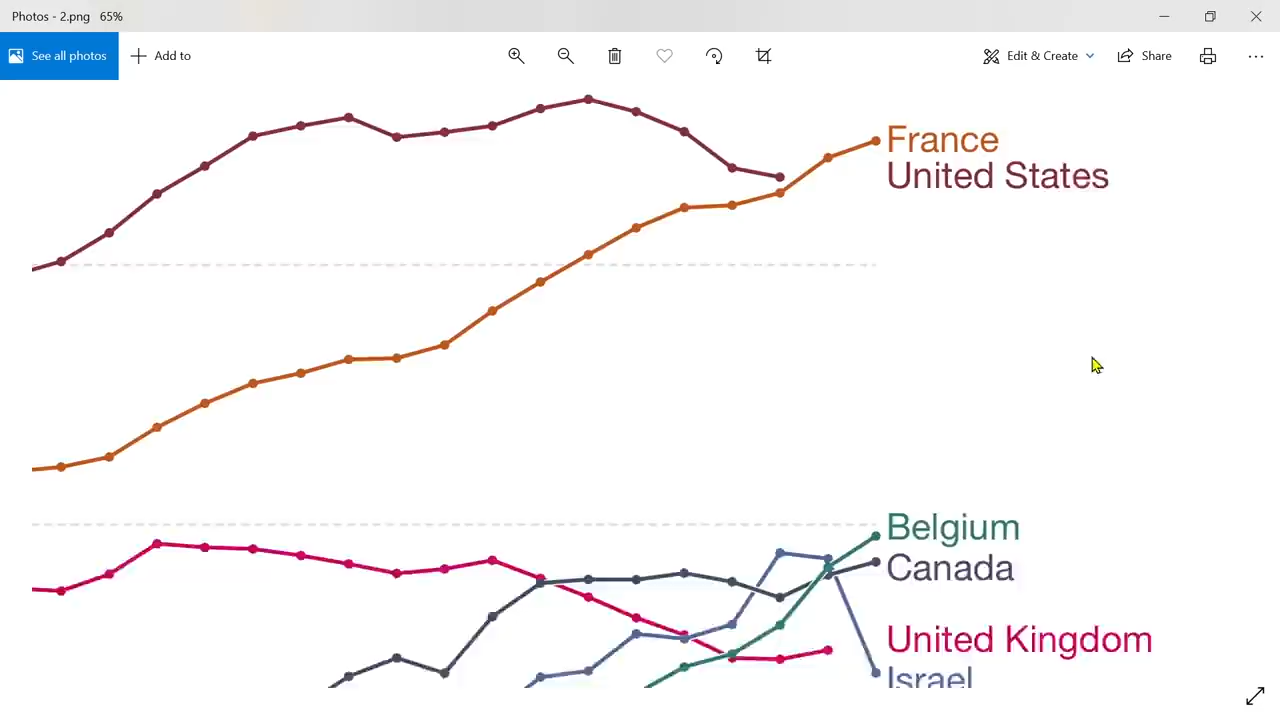 Photos - 2.png 65%
See all photos
Add to
Edit & Create
Share
France
United States
Belgium
Canada
United Kingdom
Israel